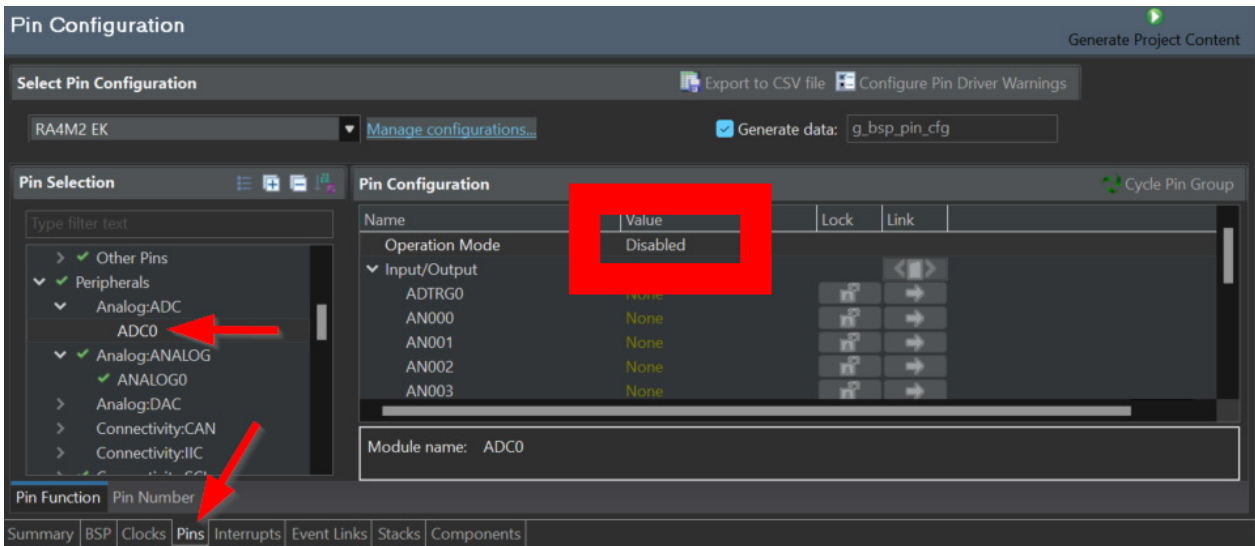 Pin Configuration
Generate Project Content
Select Pin Configuration
Export to CSV file
Configure Pin Driver Warnings
RA4M2 EK
Manage configurations...
Generate data:
g_bsp_pin_cfg
Pin Selection
Type filter text
Other Pins
Peripherals
Analog:ADC
ADC0
Analog:ANALOG
ANALOG0
Analog:DAC
Connectivity:CAN
Connectivity:IIC
Pin Configuration
Cycle Pin Group
Name Value Lock Link
Operation Mode Disabled
Input/Output
ADTRG0 None
AN000 None
AN001 None
AN002 None
AN003 None
Module name: ADC0
Pin Function Pin Number
Summary BSP Clocks Pins Interrupts Event Links Stacks Components